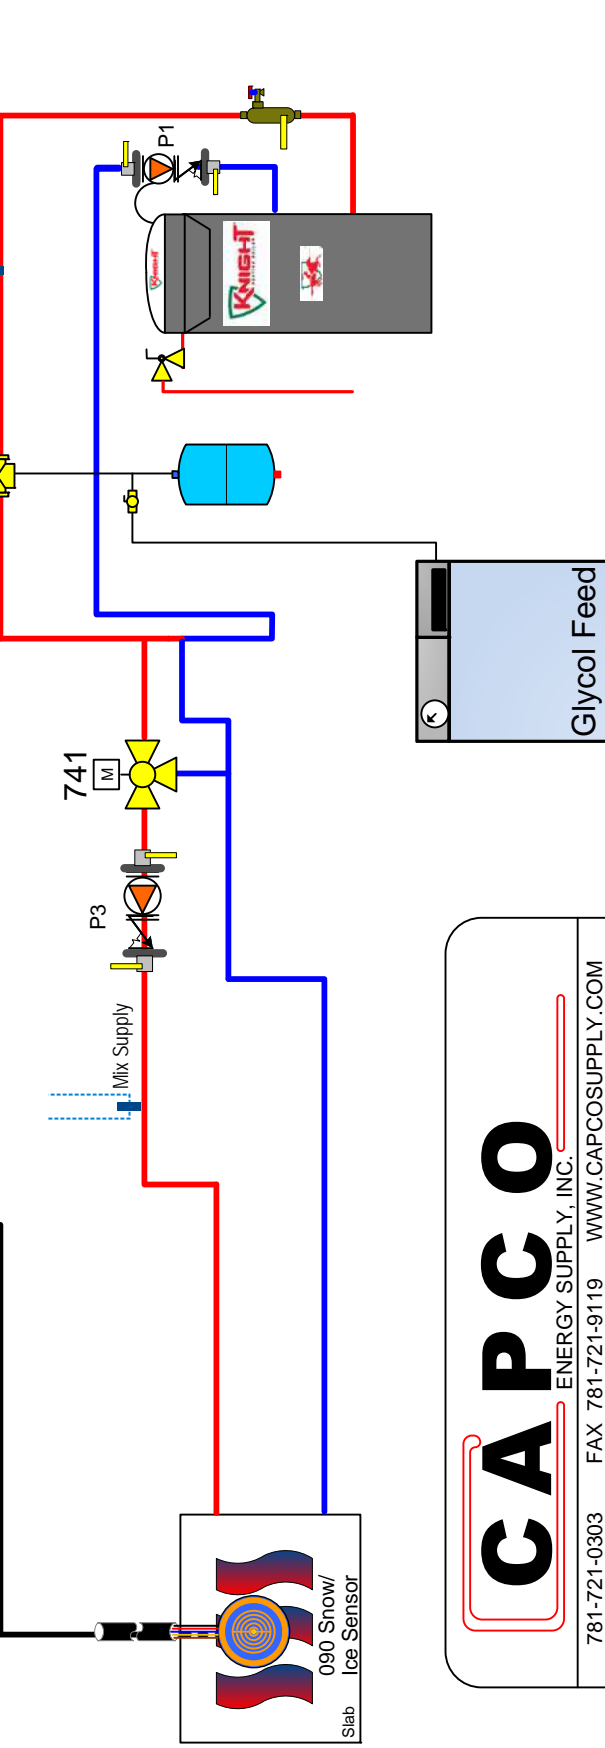 P1
KNIGHT
KNIGHT
Glycol Feed
741
M
P3
Mix Supply
090 Snow/
Ice Sensor
Slab
CAPCO
ENERGY SUPPLY, INC.
781-721-0303 FAX 781-721-9119 WWW.CAPCOSUPPLY.COM